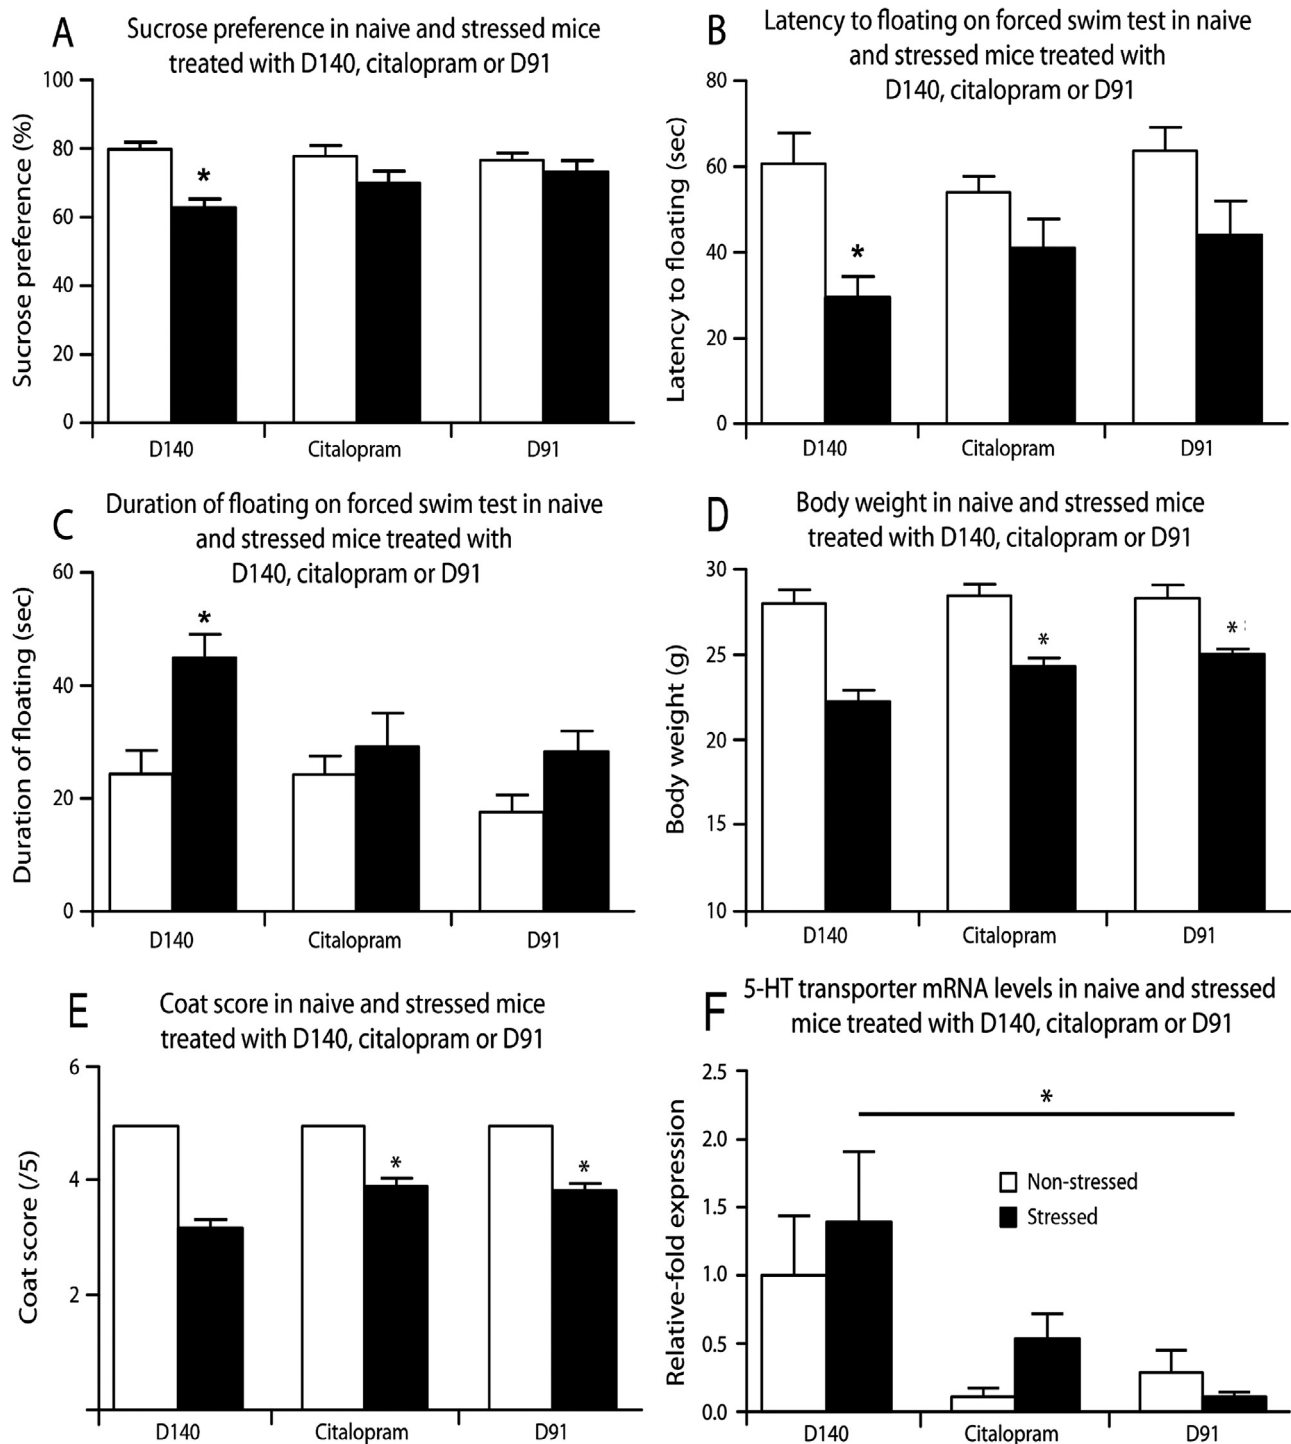 A
Sucrose preference in naive and stressed mice
treated with D140, citalopram or D91
Sucrose preference (%)
100
80
60
40
20
0
*
D140
Citalopram
D91
B
Latency to floating on forced swim test in naive
and stressed mice treated with
D140, citalopram or D91
Latency to floating (sec)
80
60
40
20
0
*
D140
Citalopram
D91
C
Duration of floating on forced swim test in naive
and stressed mice treated with
D140, citalopram or D91
Duration of floating (sec)
60
40
20
0
*
D140
Citalopram
D91
D
Body weight in naive and stressed mice
treated with D140, citalopram or D91
Body weight (g)
30
25
20
15
10
*
*
D140
Citalopram
D91
E
Coat score in naive and stressed mice
treated with D140, citalopram or D91
Coat score (/5)
6
4
2
*
*
D140
Citalopram
D91
F
5-HT transporter mRNA levels in naive and stressed
mice treated with D140, citalopram or D91
Relative-fold expression
2.5
2.0
1.5
1.0
0.5
0.0
*
Non-stressed
Stressed
D140
Citalopram
D91